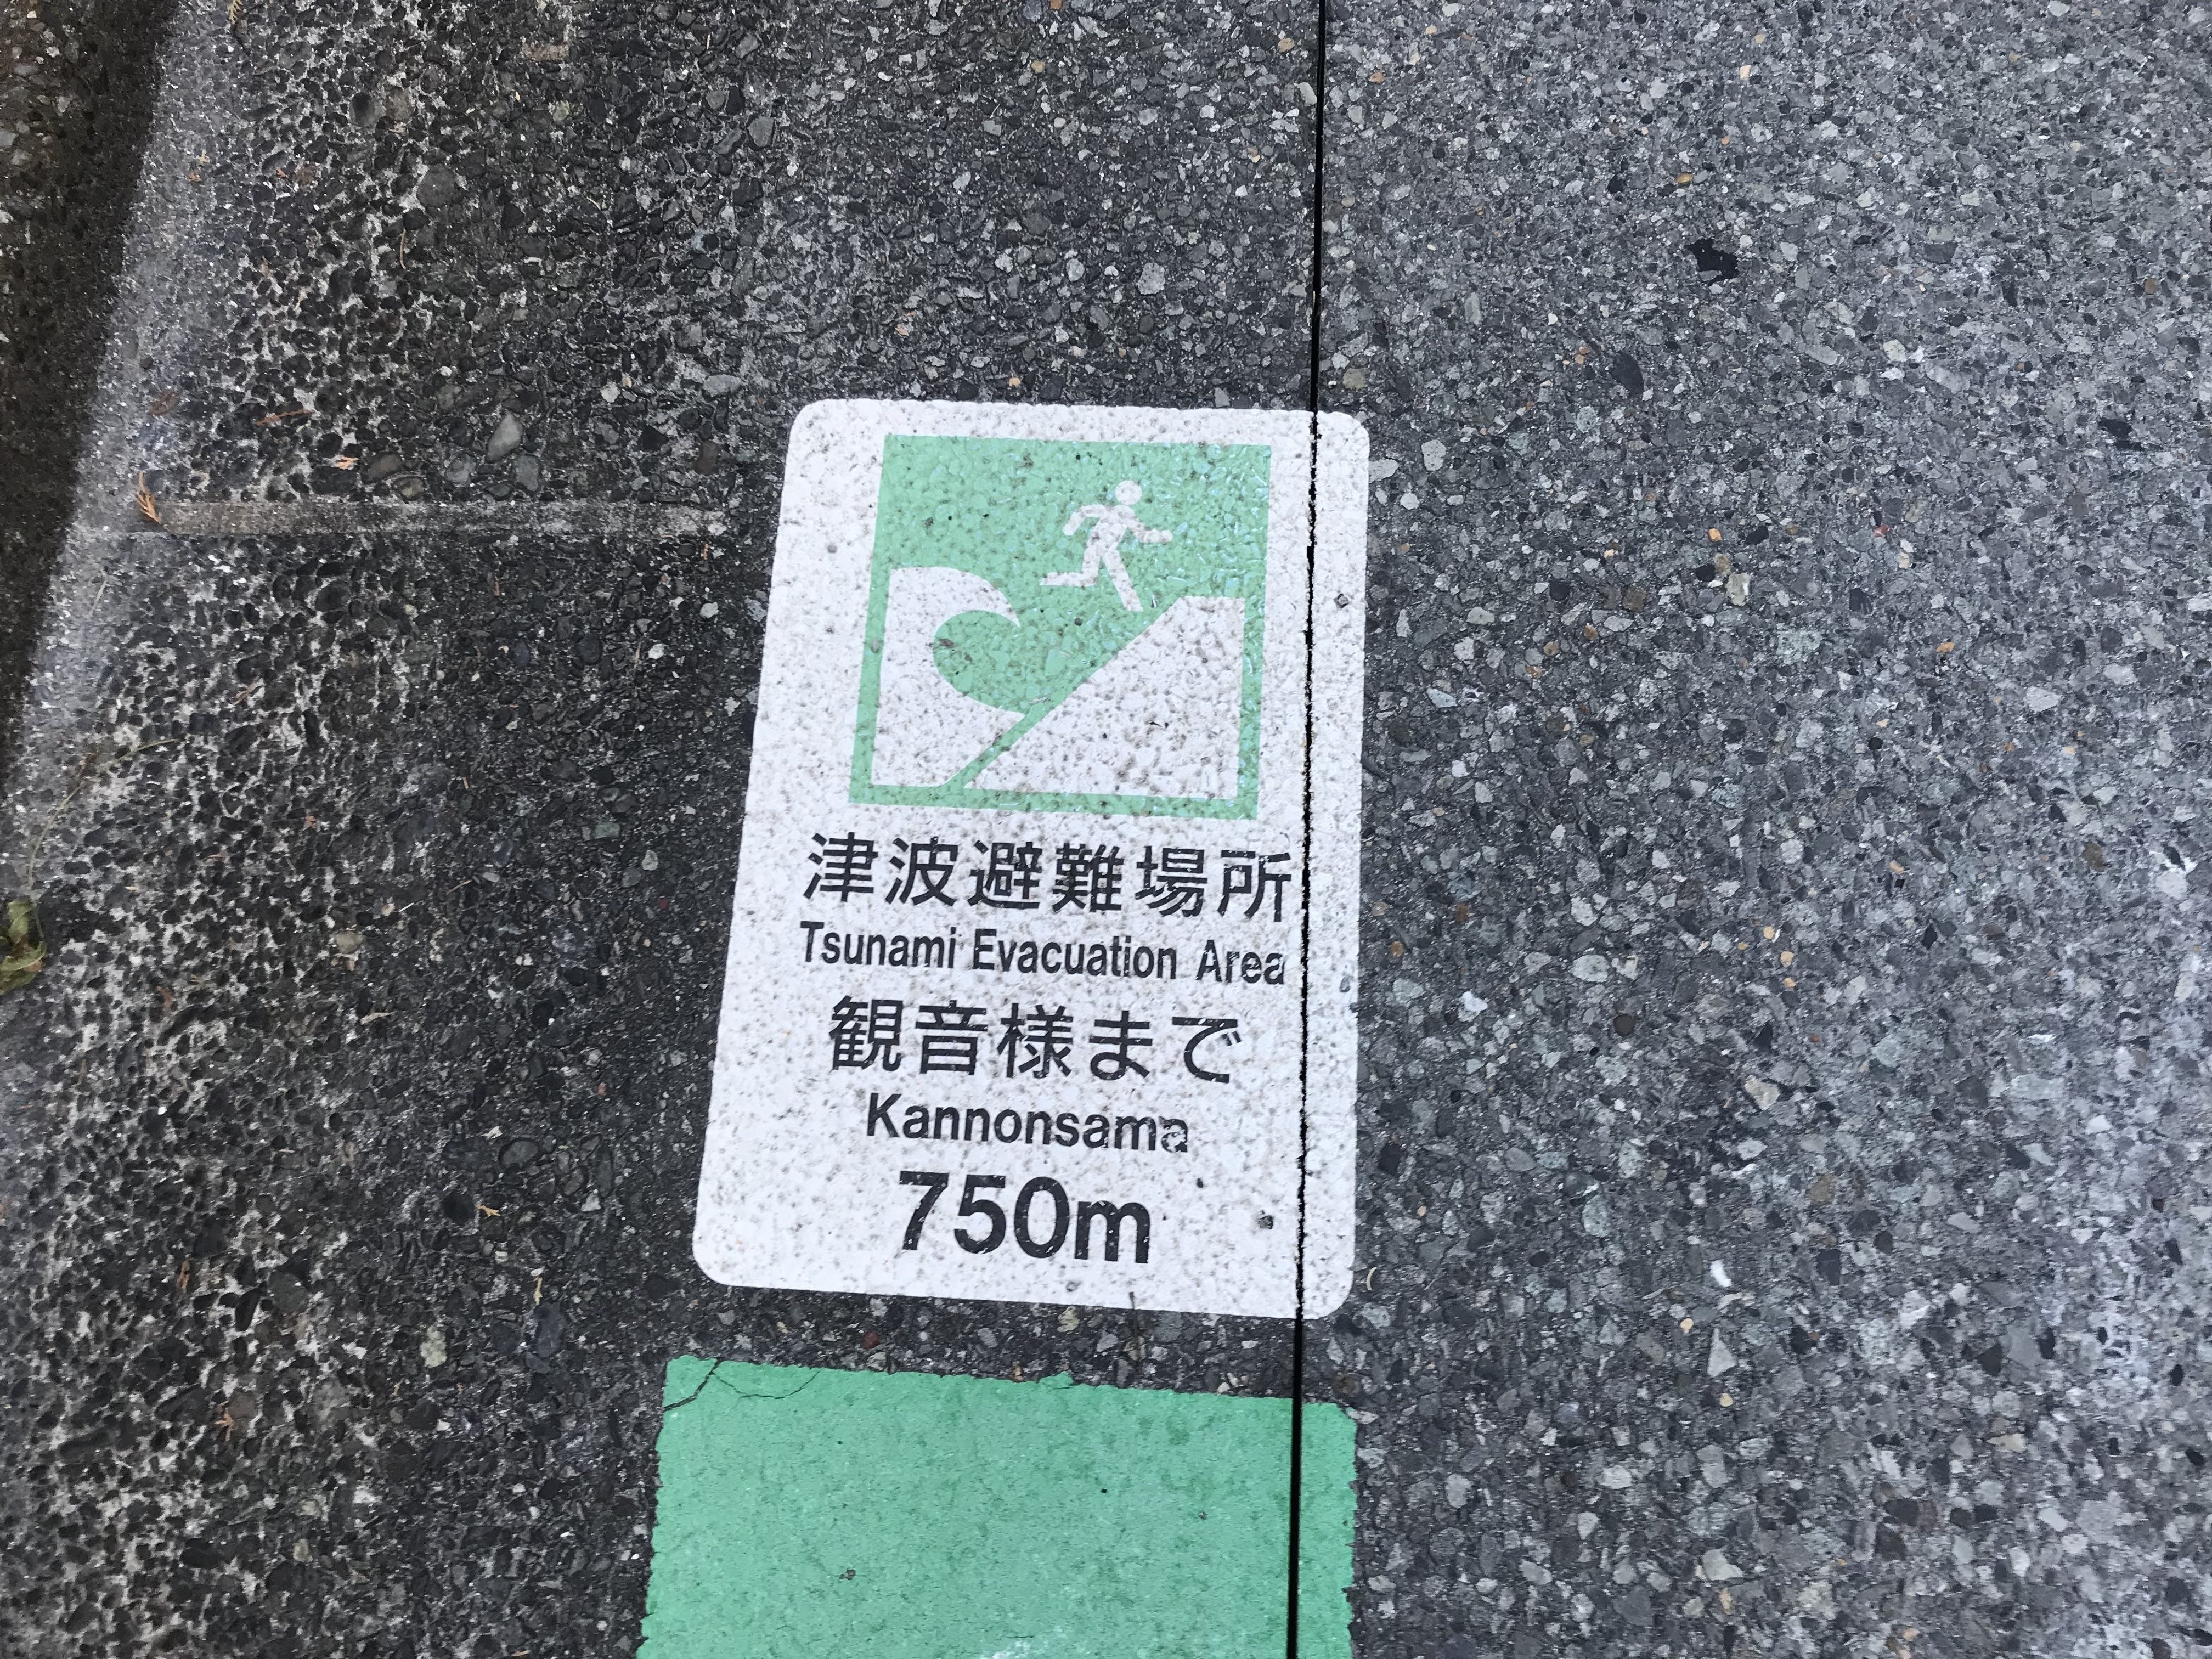 津波避難場所
Tsunami Evacuation Area
観音様まで
Kannonsama
750m